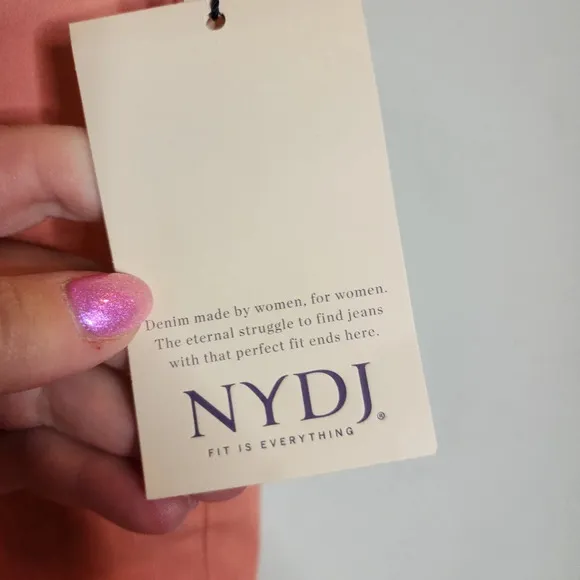 Denim made by women, for women.
The eternal struggle to find jeans
with that perfect fit ends here.
NYDJ®
FIT IS EVERYTHING